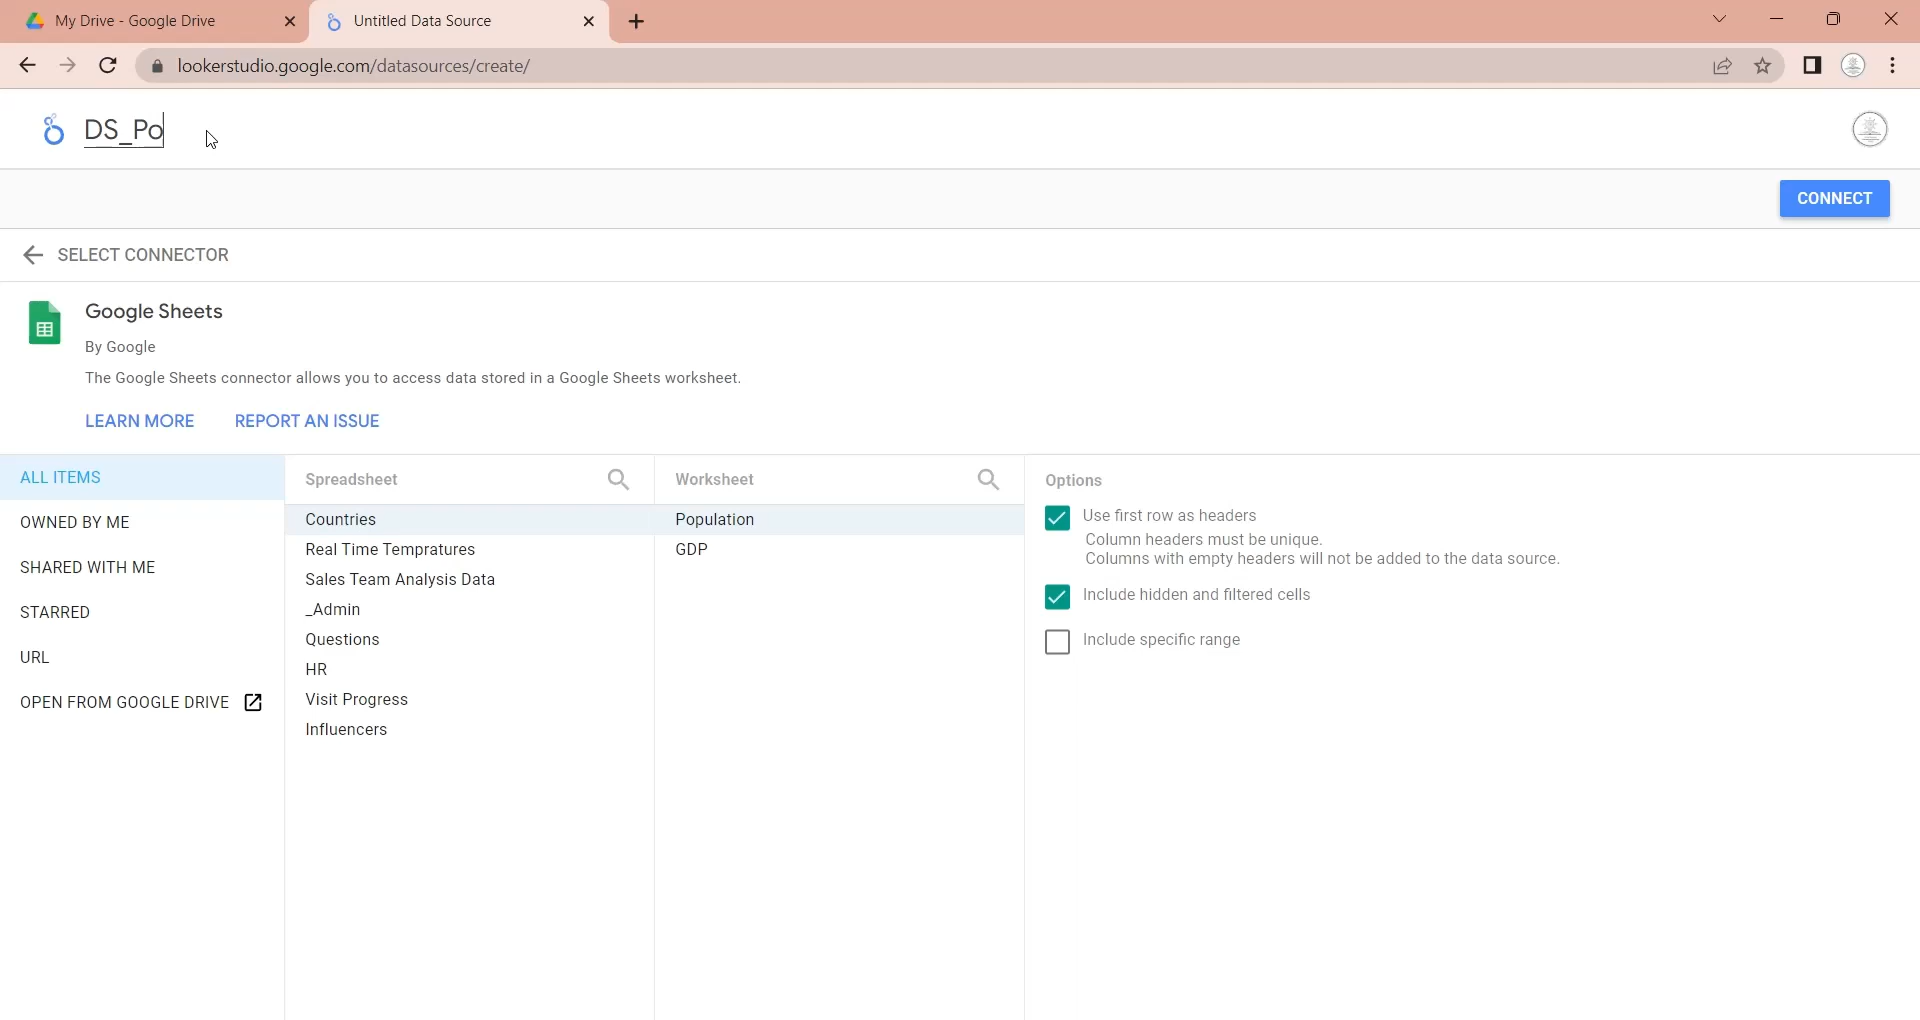 My Drive - Google Drive
Untitled Data Source
lookerstudio.google.com/datasources/create/
DS_Po
CONNECT
SELECT CONNECTOR
Google Sheets
By Google
The Google Sheets connector allows you to access data stored in a Google Sheets worksheet.
LEARN MORE REPORT AN ISSUE
ALL ITEMS
OWNED BY ME
SHARED WITH ME
STARRED
URL
OPEN FROM GOOGLE DRIVE
Spreadsheet
Countries
Real Time Tempratures
Sales Team Analysis Data
_Admin
Questions
HR
Visit Progress
Influencers
Worksheet
Population
GDP
Options
Use first row as headers
Column headers must be unique.
Columns with empty headers will not be added to the data source.
Include hidden and filtered cells
Include specific range